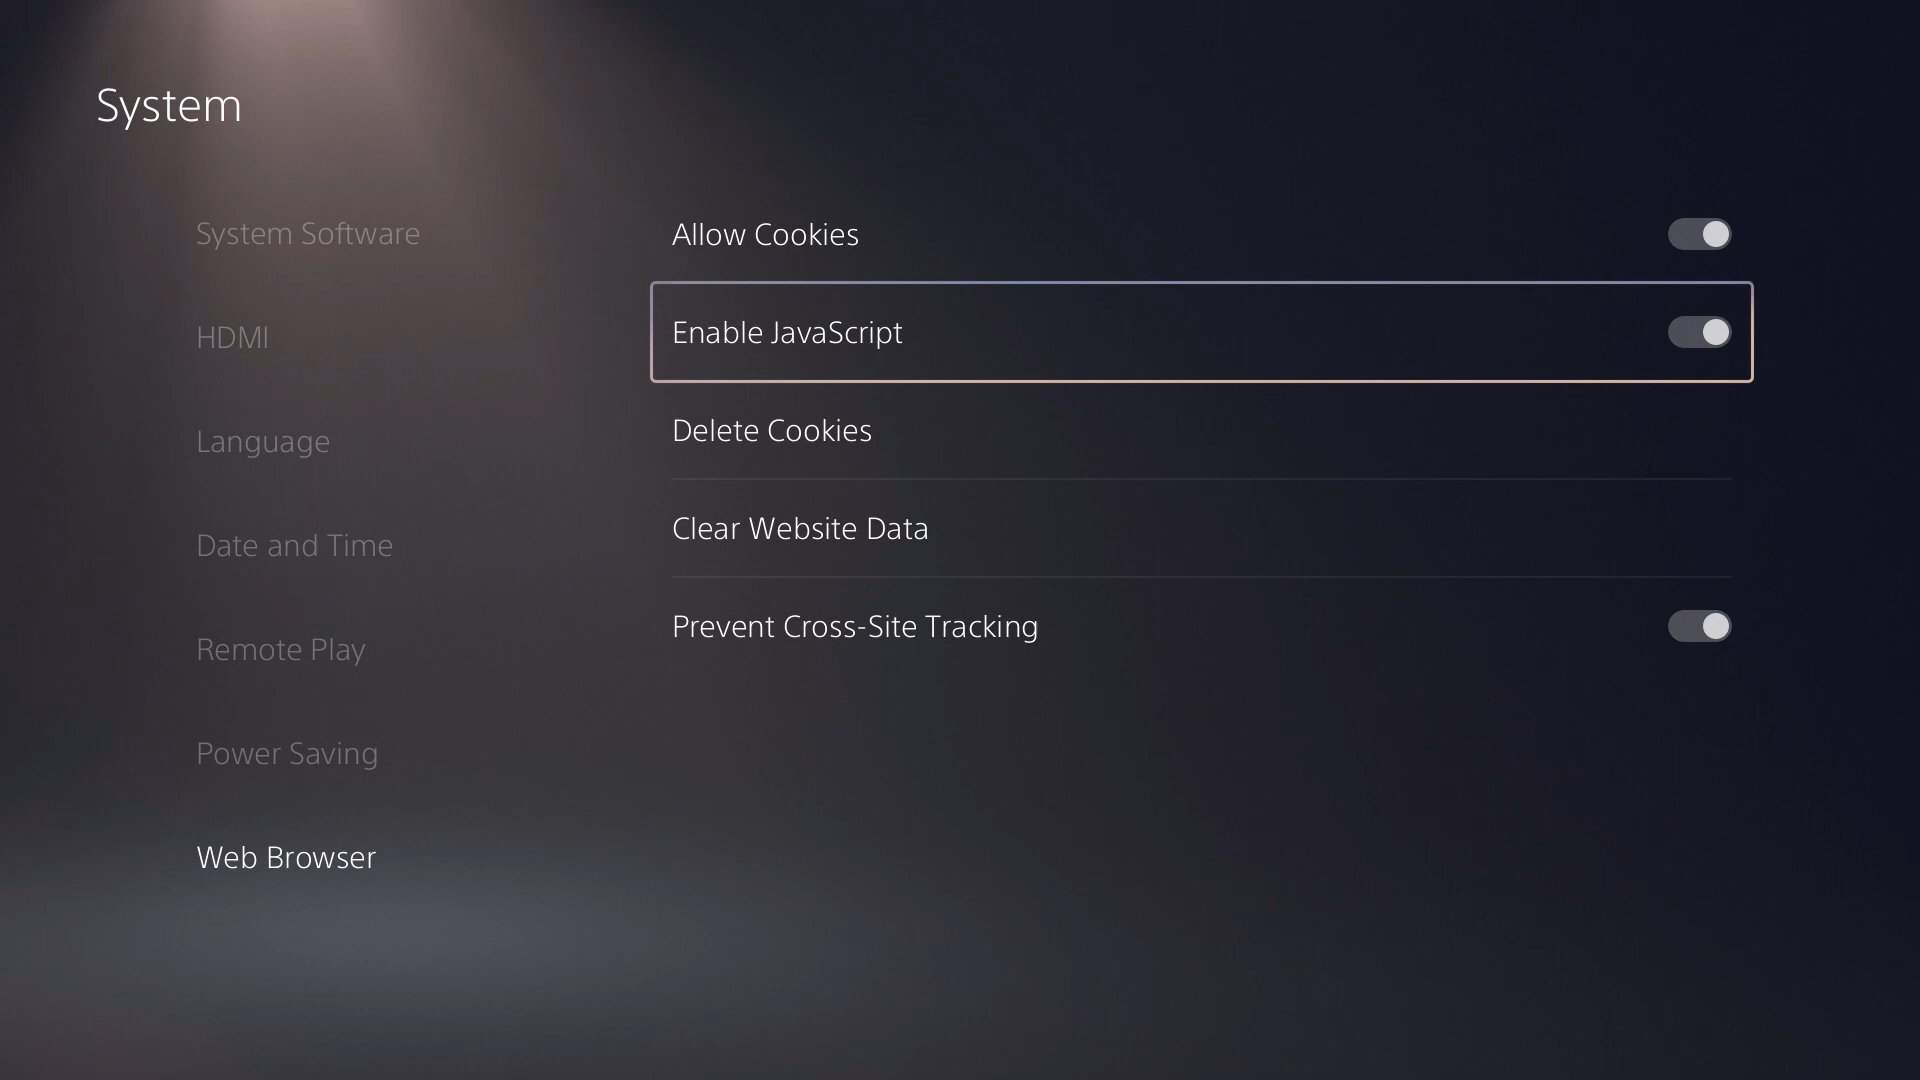 System
System Software
HDMI
Language
Date and Time
Remote Play
Power Saving
Web Browser
Allow Cookies
Enable JavaScript
Delete Cookies
Clear Website Data
Prevent Cross-Site Tracking